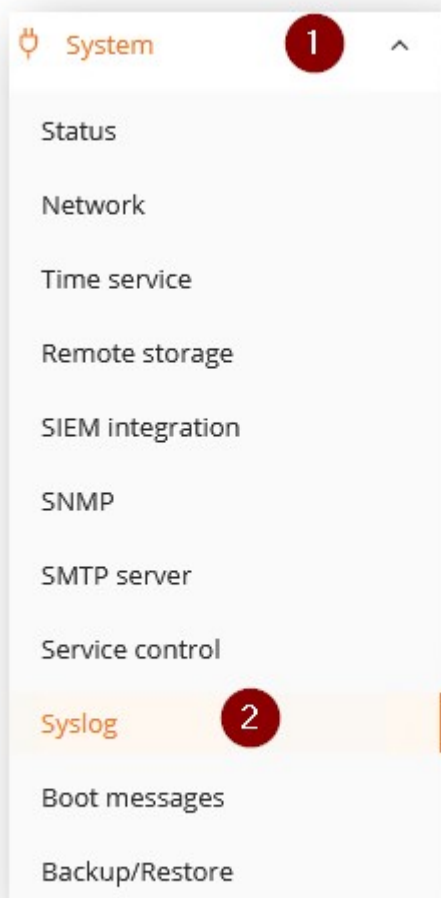 System 1
Status
Network
Time service
Remote storage
SIEM integration
SNMP
SMTP server
Service control
Syslog 2
Boot messages
Backup/Restore